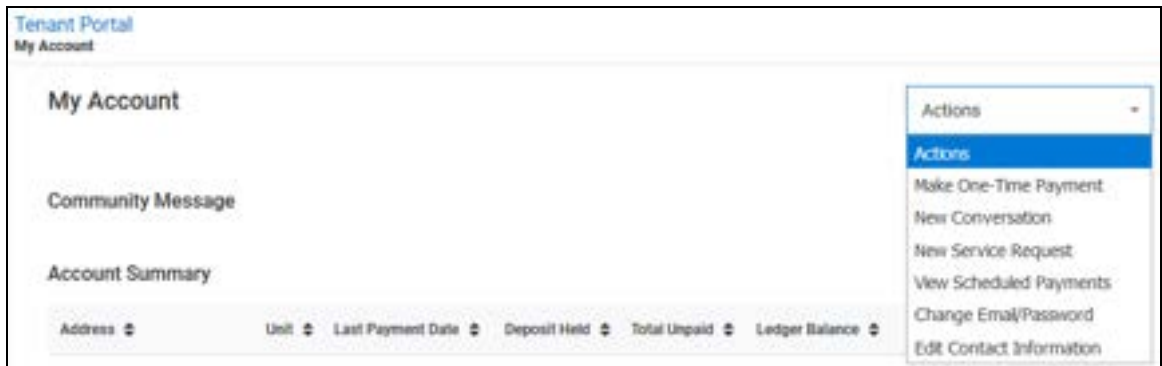 Tenant Portal
My Account
My Account
Actions
Actions
Make One-Time Payment
New Conversation
New Service Request
View Scheduled Payments
Change Email/Password
Edit Contact Information
Community Message
Account Summary
Address Unit Last Payment Date Deposit Held Total Unpaid Ledger Balance